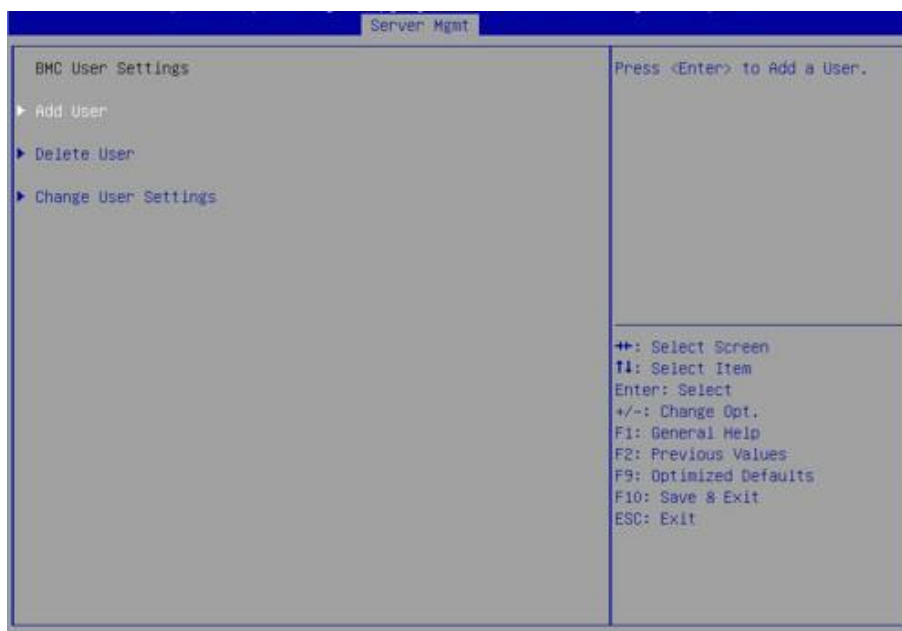 Server Mgmt
BMC User Settings
Press <Enter> to Add a User.
▶ Add User
▶ Delete User
▶ Change User Settings
→←: Select Screen
↑↓: Select Item
Enter: Select
+/-: Change Opt.
F1: General Help
F2: Previous Values
F9: Optimized Defaults
F10: Save & Exit
ESC: Exit